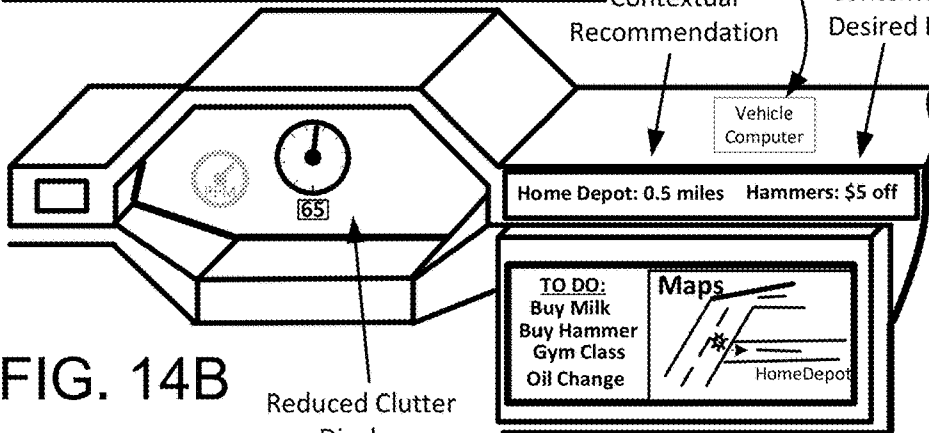 Contextual
Recommendation
Desired
Vehicle
Computer
65
Home Depot: 0.5 miles Hammers: $5 off
TO DO:
Buy Milk
Buy Hammer
Gym Class
Oil Change
Maps
HomeDepot
FIG. 14B
Reduced Clutter